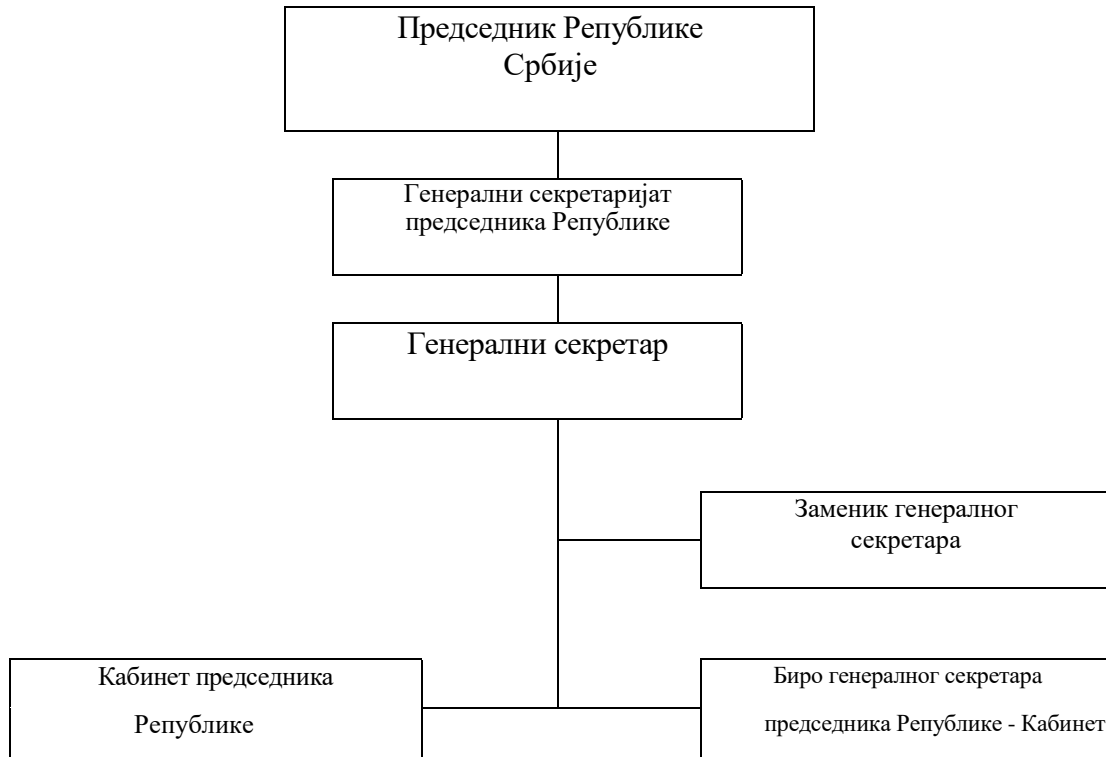 Председник Републике
Србије
Генерални секретаријат
председника Републике
Генерални секретар
Заменик генералног
секретара
Кабинет председника
Републике
Биро генералног секретара
председника Републике - Кабинет